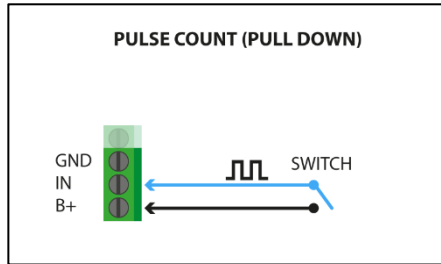 PULSE COUNT (PULL DOWN)
GND
IN
SWITCH
B+